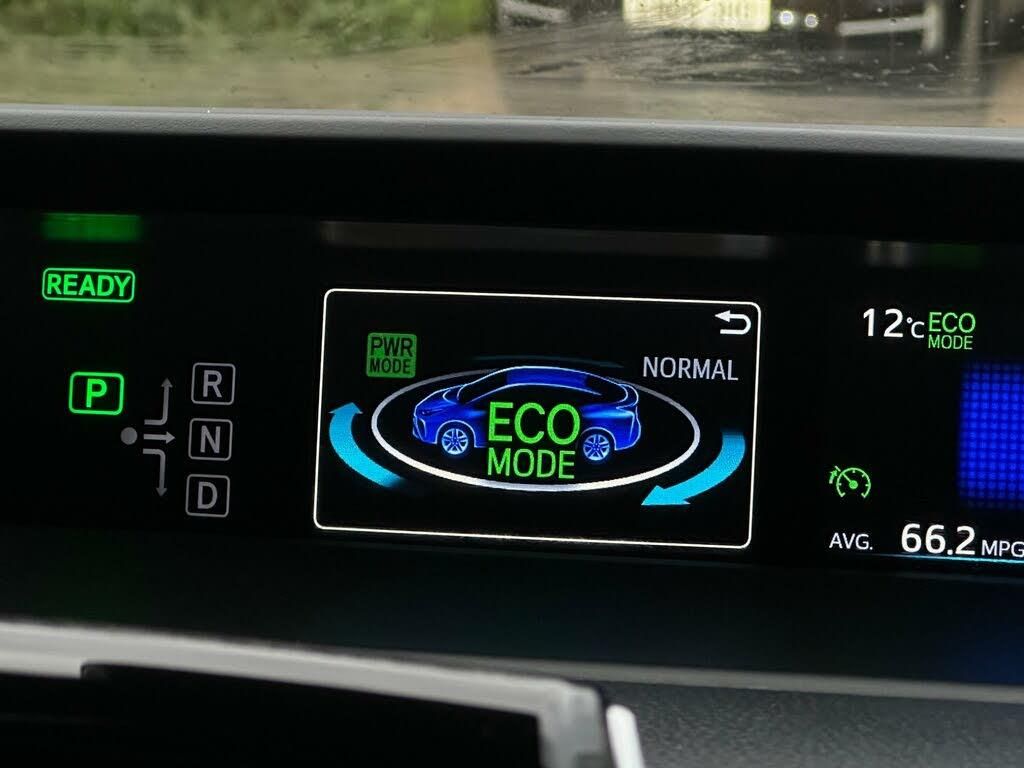 READY
P
R
N
D
PWR
MODE
NORMAL
ECO
MODE
12°C
ECO
MODE
AVG. 66.2 MPG